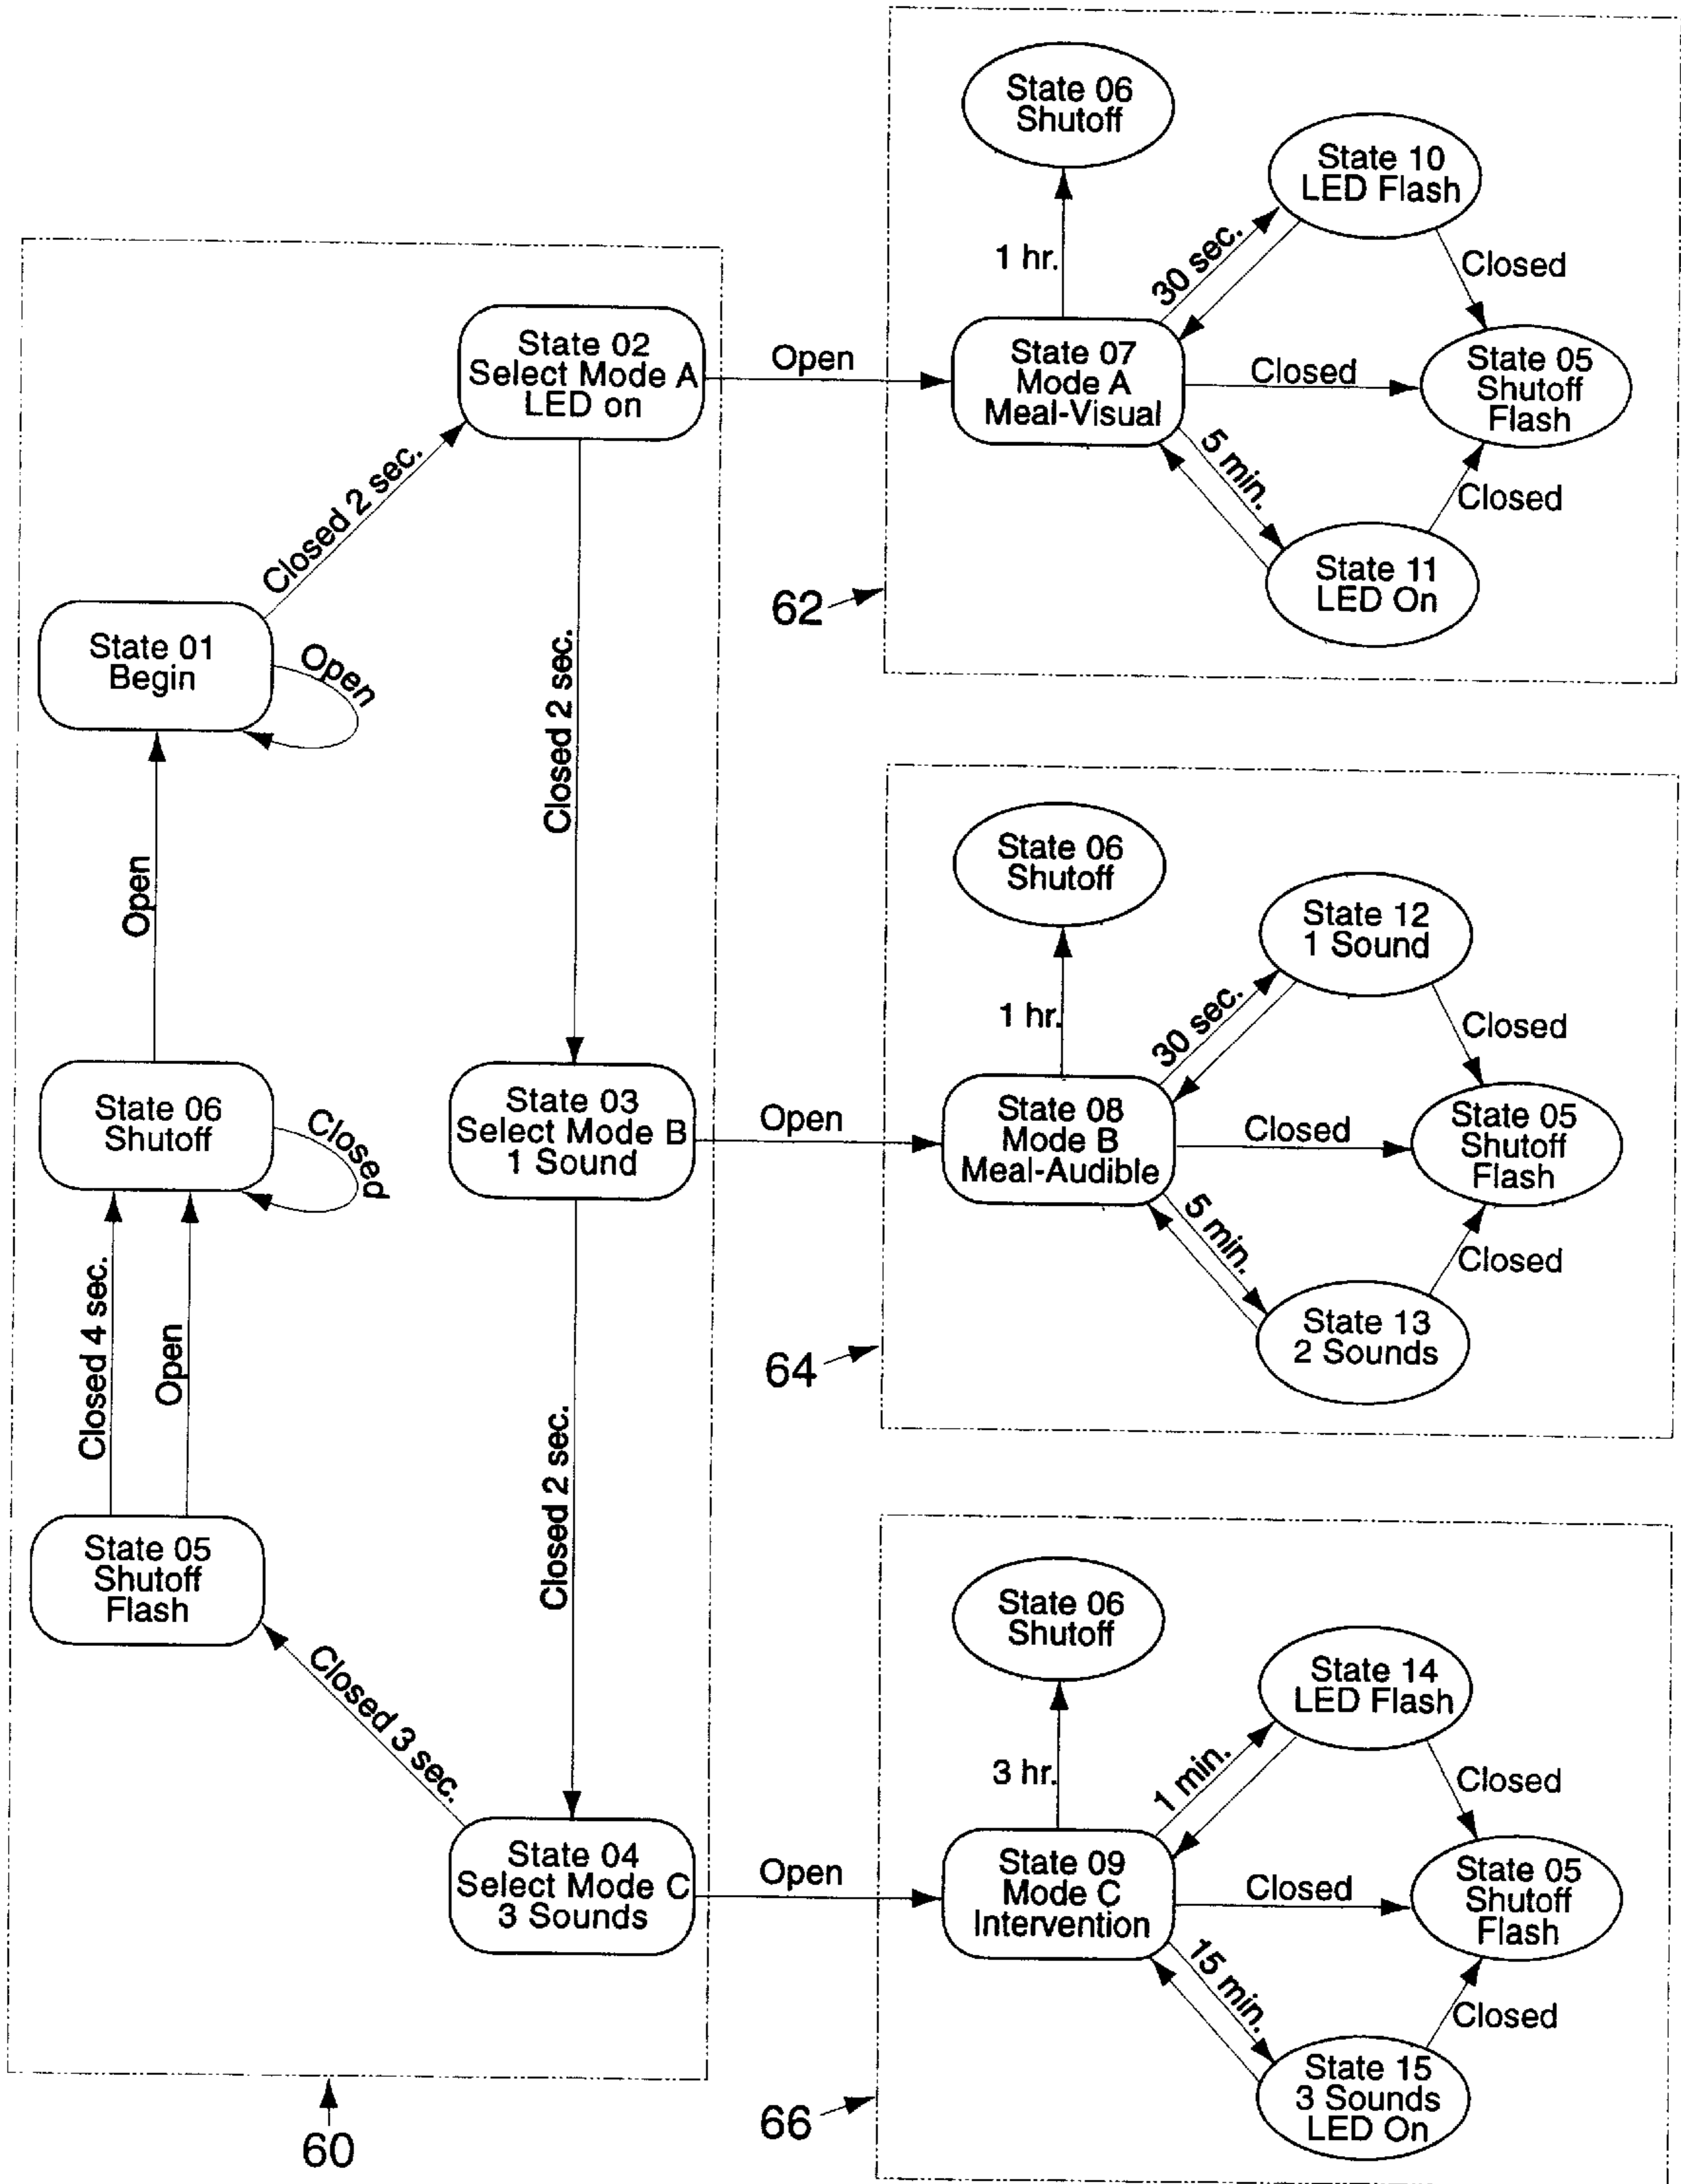 State 02
Select Mode A
LED on
Closed 2 sec.
State 01
Begin
Open
Closed 2 sec.
Open
State 06
Shutoff
Closed
State 03
Select Mode B
1 Sound
Closed 4 sec.
Open
Closed 2 sec.
State 05
Shutoff
Flash
Closed 3 sec.
State 04
Select Mode C
3 Sounds
60
Open
State 06
Shutoff
1 hr.
30 sec.
State 10
LED Flash
Closed
State 07
Mode A
Meal-Visual
Closed
State 05
Shutoff
Flash
5 min.
Closed
State 11
LED On
62
Open
State 06
Shutoff
1 hr.
30 sec.
State 12
1 Sound
Closed
State 08
Mode B
Meal-Audible
Closed
State 05
Shutoff
Flash
5 min.
Closed
State 13
2 Sounds
64
Open
State 06
Shutoff
3 hr.
1 min.
State 14
LED Flash
Closed
State 09
Mode C
Intervention
Closed
State 05
Shutoff
Flash
15 min.
Closed
State 15
3 Sounds
LED On
66